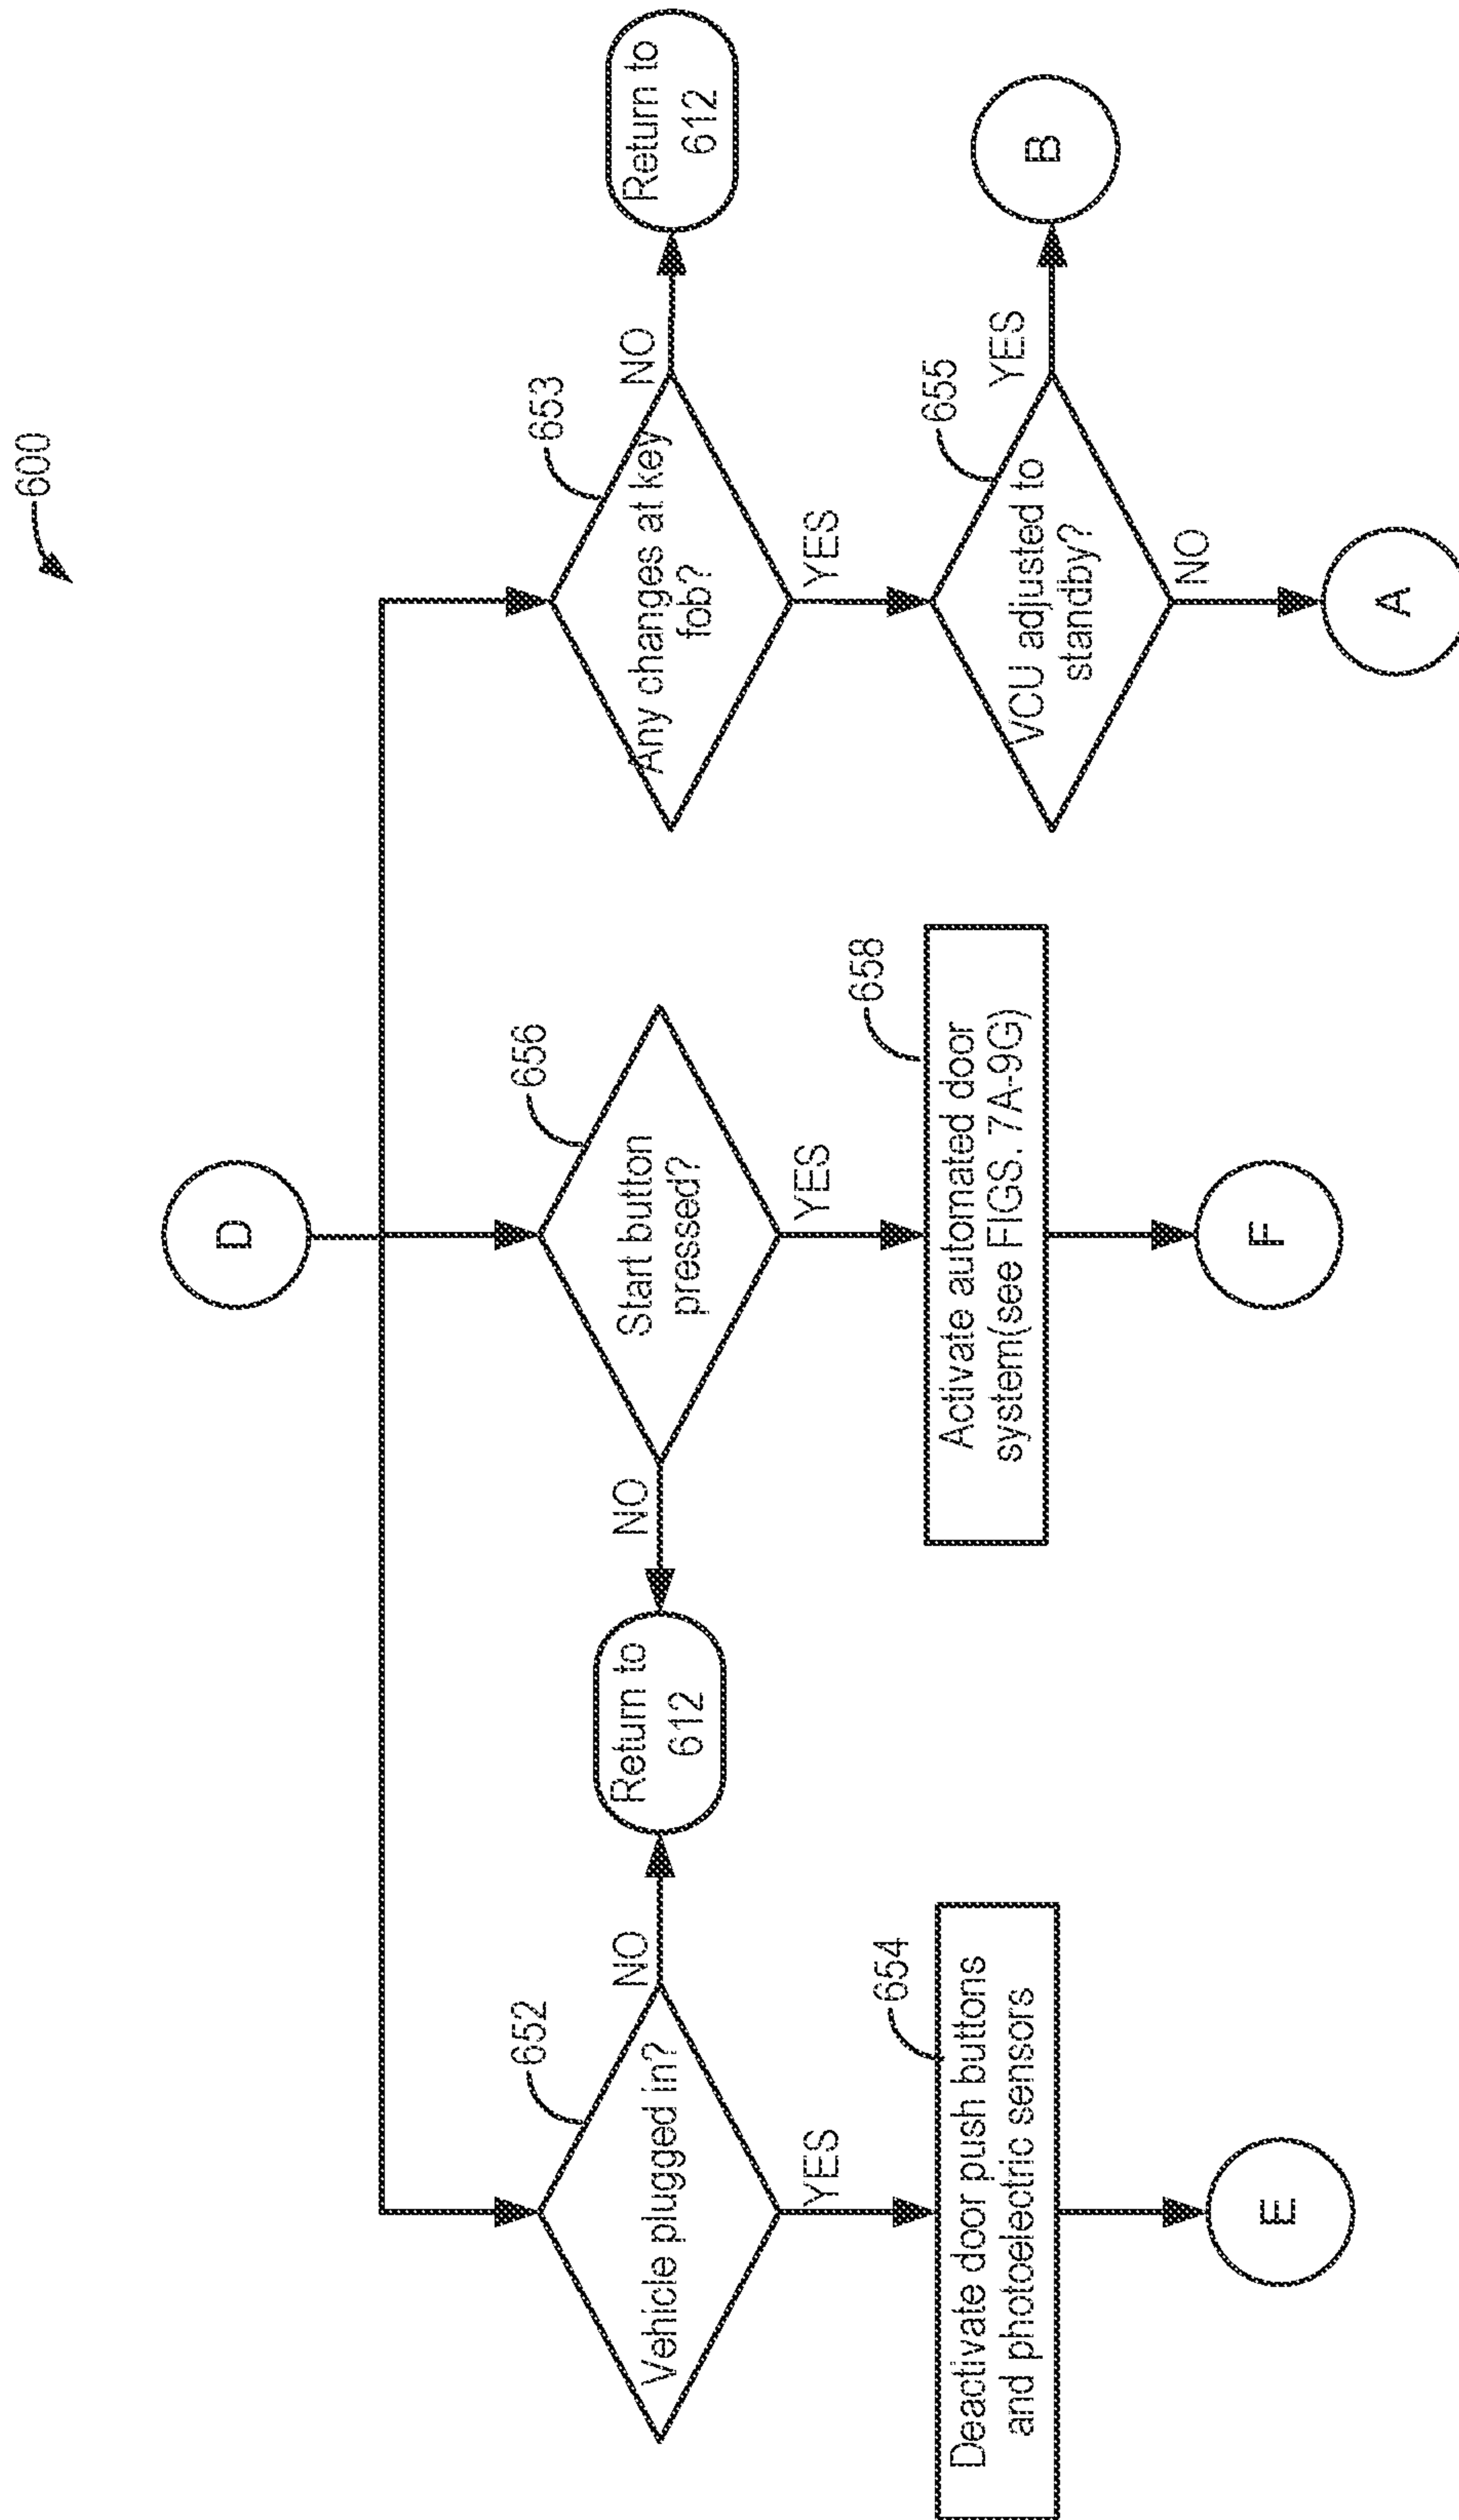 600
D
652
Vehicle plugged in?
NO
YES
Return to
612
656
Start button
pressed?
NO
YES
653
Any changes at key
fob?
NO
YES
Return to
612
654
Deactivate door push buttons
and photoelectric sensors
658
Activate automated door
system(see FIGS. 7A-9G)
655
VCU adjusted to
standby?
YES
NO
B
E
F
A